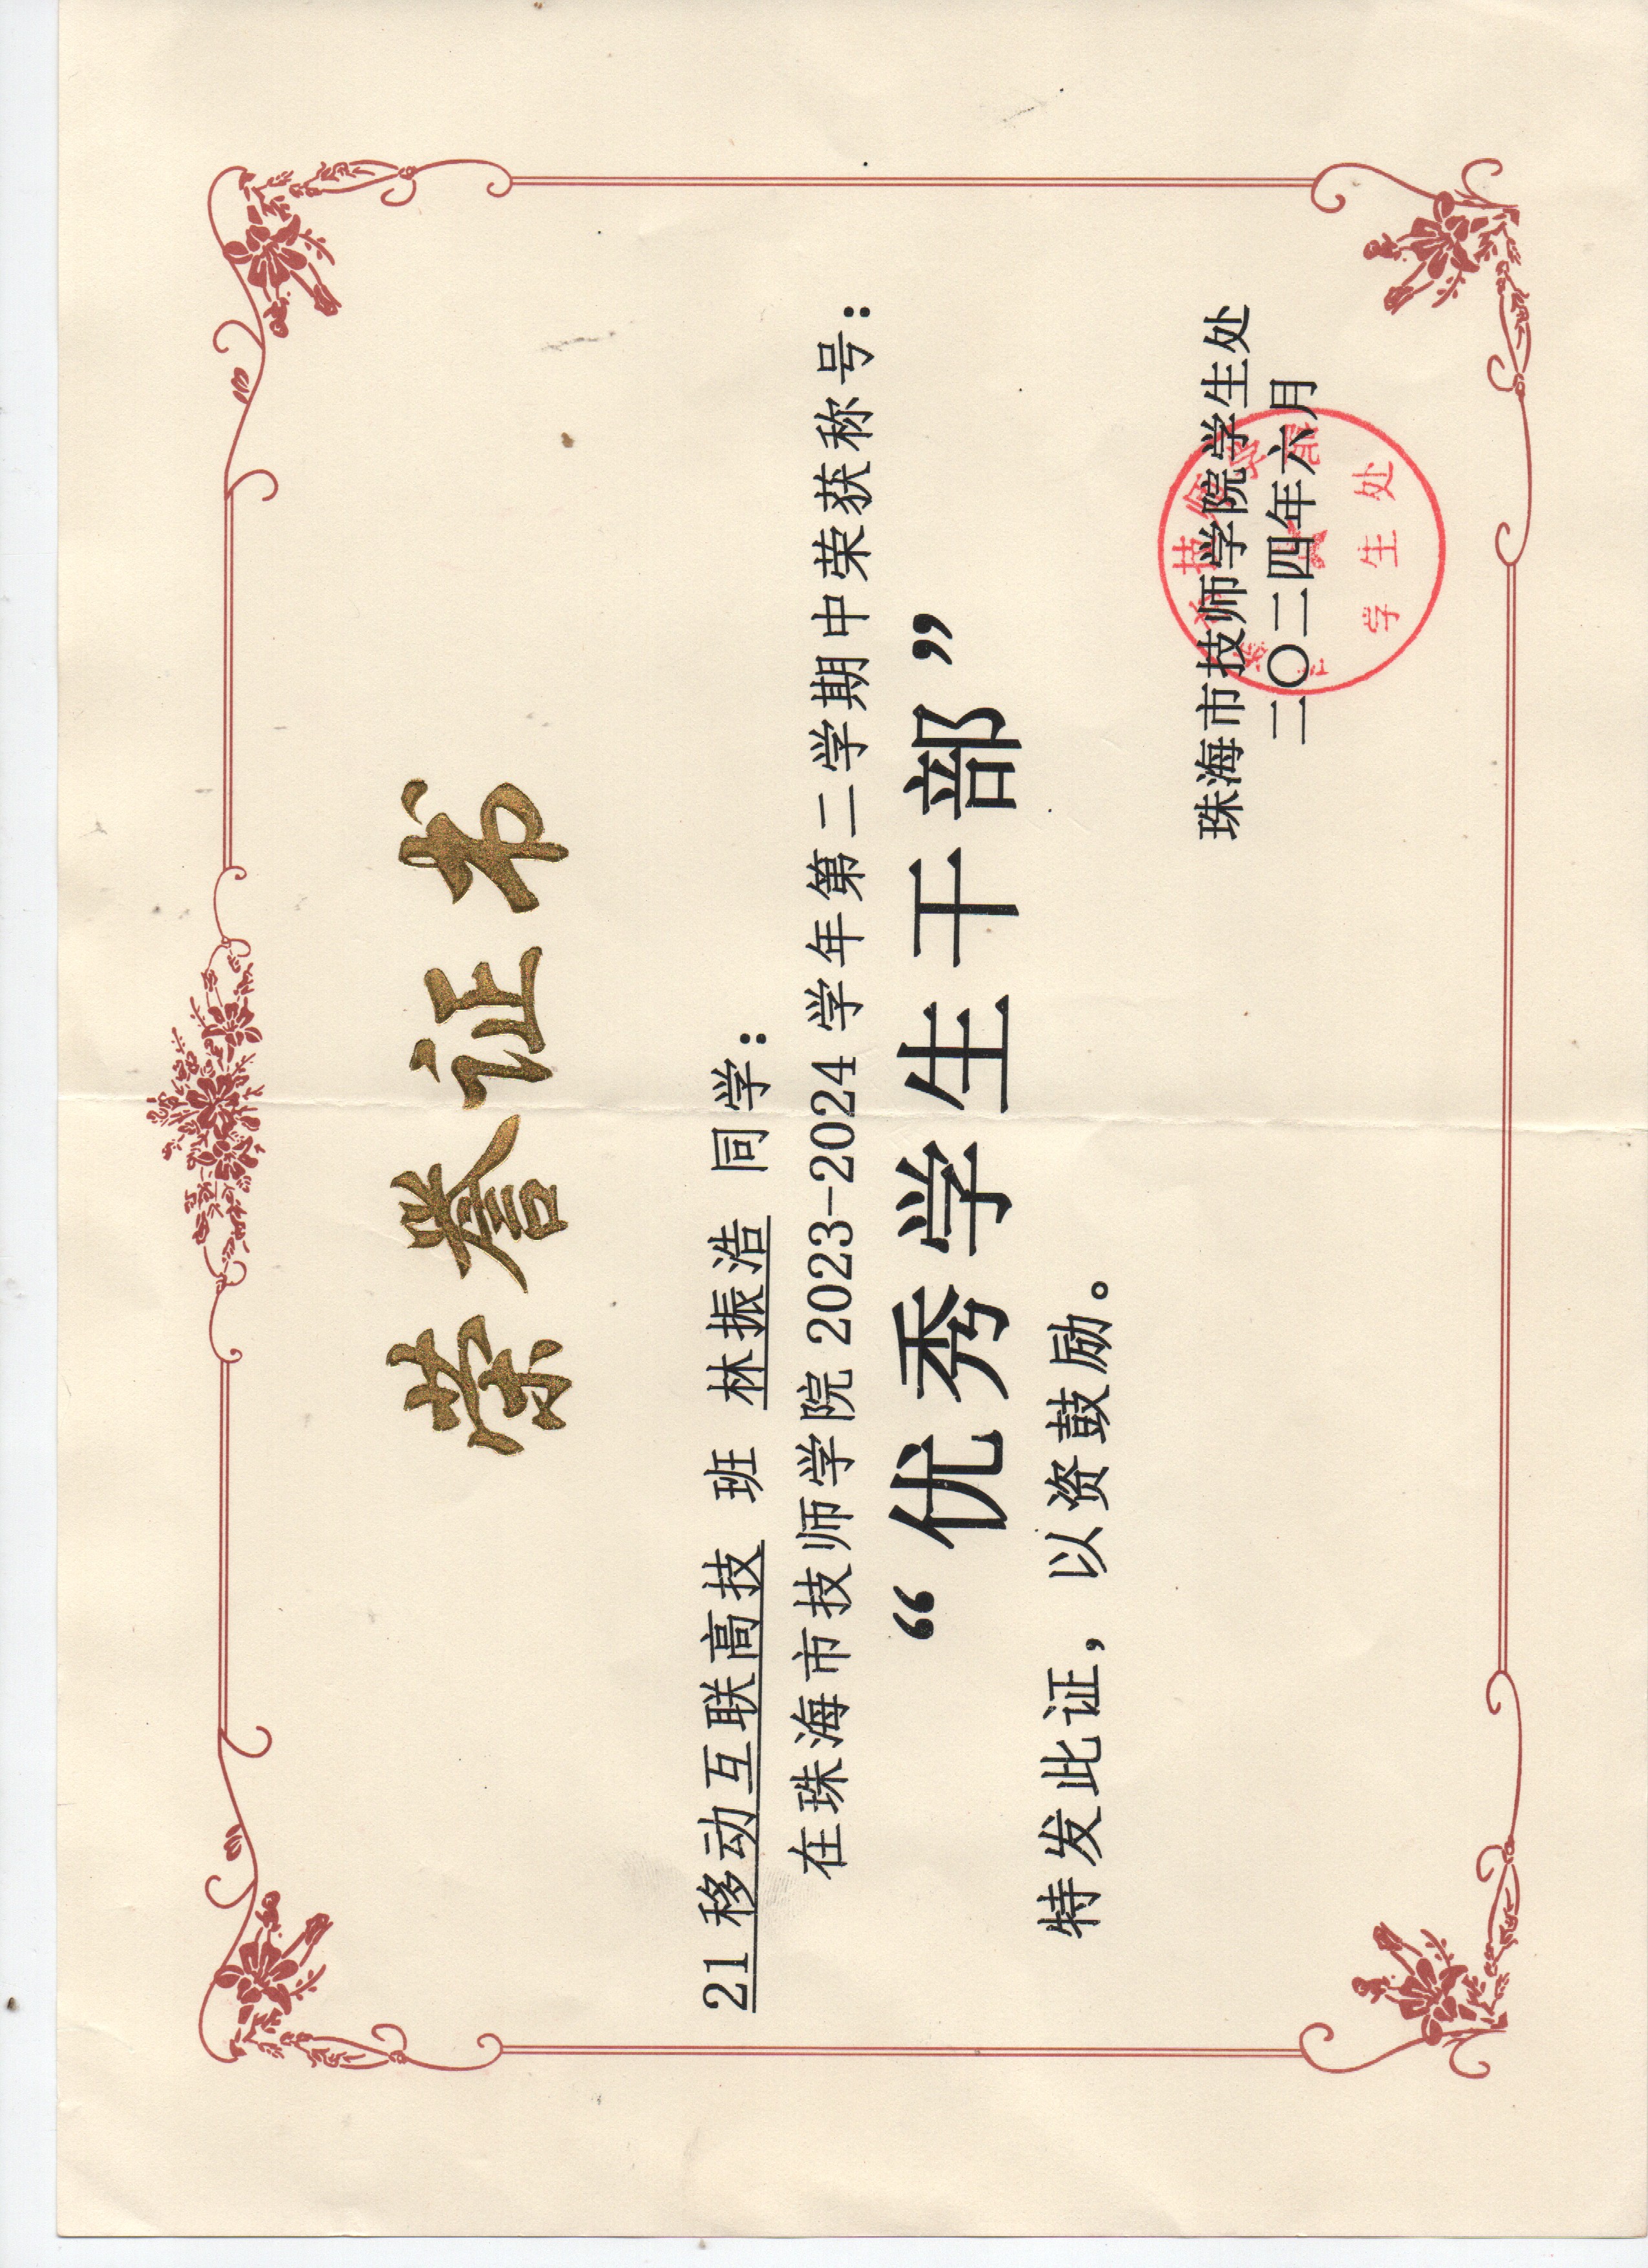 荣誉证书
21移动互联高技 班 林振浩 同学：
在珠海市技师学院 2023-2024 学年第二学期中荣获称号：
“优秀学生干部”
特发此证，以资鼓励。
珠海市技师学院学生处
二〇二四年六月
技师学院
学生处